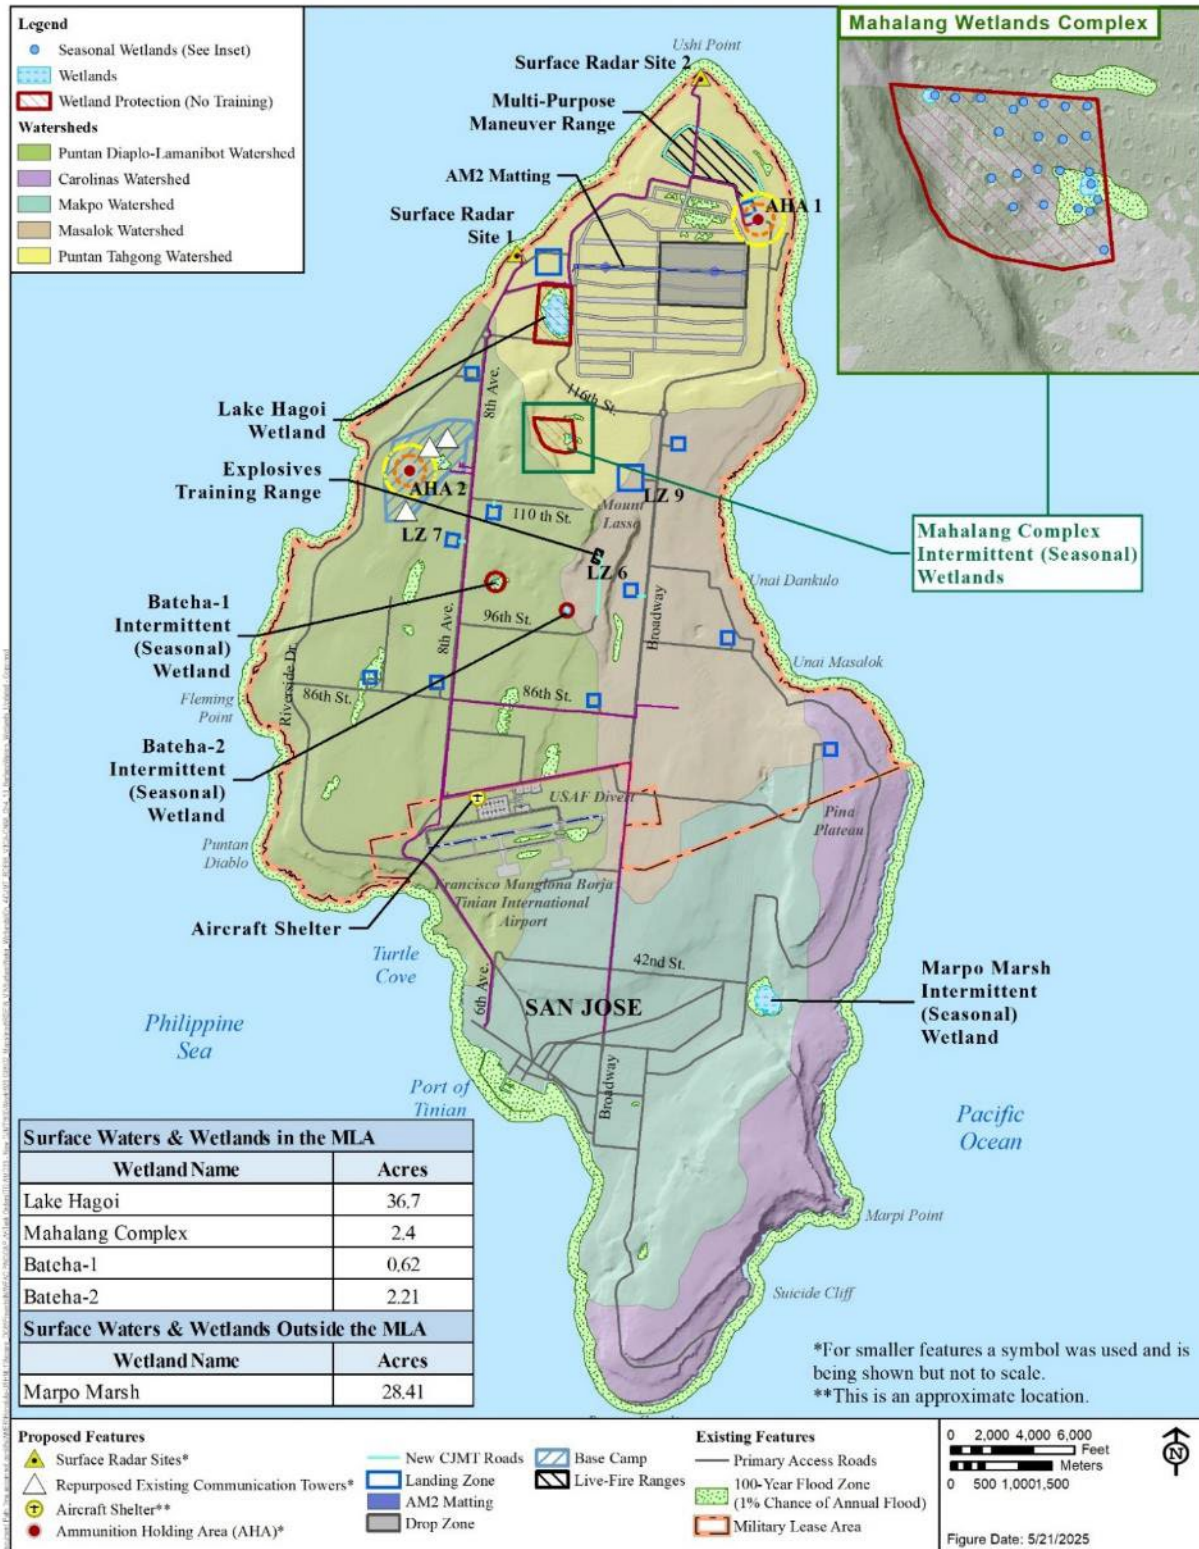 Legend
Seasonal Wetlands (See Inset)
Wetlands
Wetland Protection (No Training)
Watersheds
Puntan Diaplo-Lamanibot Watershed
Carolinas Watershed
Makpo Watershed
Masalok Watershed
Puntan Tahgong Watershed
Mahalang Wetlands Complex
Ushi Point
Surface Radar Site 2
Multi-Purpose
Maneuver Range
AM2 Matting
AHA 1
Surface Radar
Site 1
8th Ave.
116th St.
Lake Hagoi
Wetland
Explosives
Training Range
AHA 2
LZ 9
Mount
Lasso
110 th St.
LZ 7
LZ 6
Mahalang Complex
Intermittent (Seasonal)
Wetlands
Unai Dankulo
Bateha-1
Intermittent
(Seasonal)
Wetland
96th St.
8th Ave.
Broadway
Unai Masalok
Riverside Dr.
Fleming
Point
86th St.
86th St.
Bateha-2
Intermittent
(Seasonal)
Wetland
USAF Divert
Pina
Plateau
Puntan
Diablo
Francisco Manglona Borja
Tinian International
Airport
Aircraft Shelter
Turtle
Cove
42nd St.
6th Ave.
SAN JOSE
Marpo Marsh
Intermittent
(Seasonal)
Wetland
Philippine
Sea
Port of
Tinian
Broadway
Pacific
Ocean
Marpi Point
Suicide Cliff
Surface Waters & Wetlands in the MLA
Wetland Name Acres
Lake Hagoi 36.7
Mahalang Complex 2.4
Bateha-1 0.62
Bateha-2 2.21
Surface Waters & Wetlands Outside the MLA
Wetland Name Acres
Marpo Marsh 28.41
*For smaller features a symbol was used and is
being shown but not to scale.
**This is an approximate location.
Proposed Features
Surface Radar Sites*
Repurposed Existing Communication Towers*
Aircraft Shelter**
Ammunition Holding Area (AHA)*
New CJMT Roads
Landing Zone
AM2 Matting
Drop Zone
Base Camp
Live-Fire Ranges
Existing Features
Primary Access Roads
100-Year Flood Zone
(1% Chance of Annual Flood)
Military Lease Area
0 2,000 4,000 6,000
Feet
Meters
0 500 1,0001,500
N
Figure Date: 5/21/2025